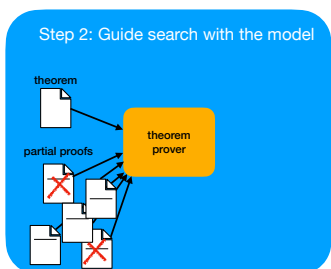 Step 2: Guide search with the model
theorem
partial proofs
theorem
prover